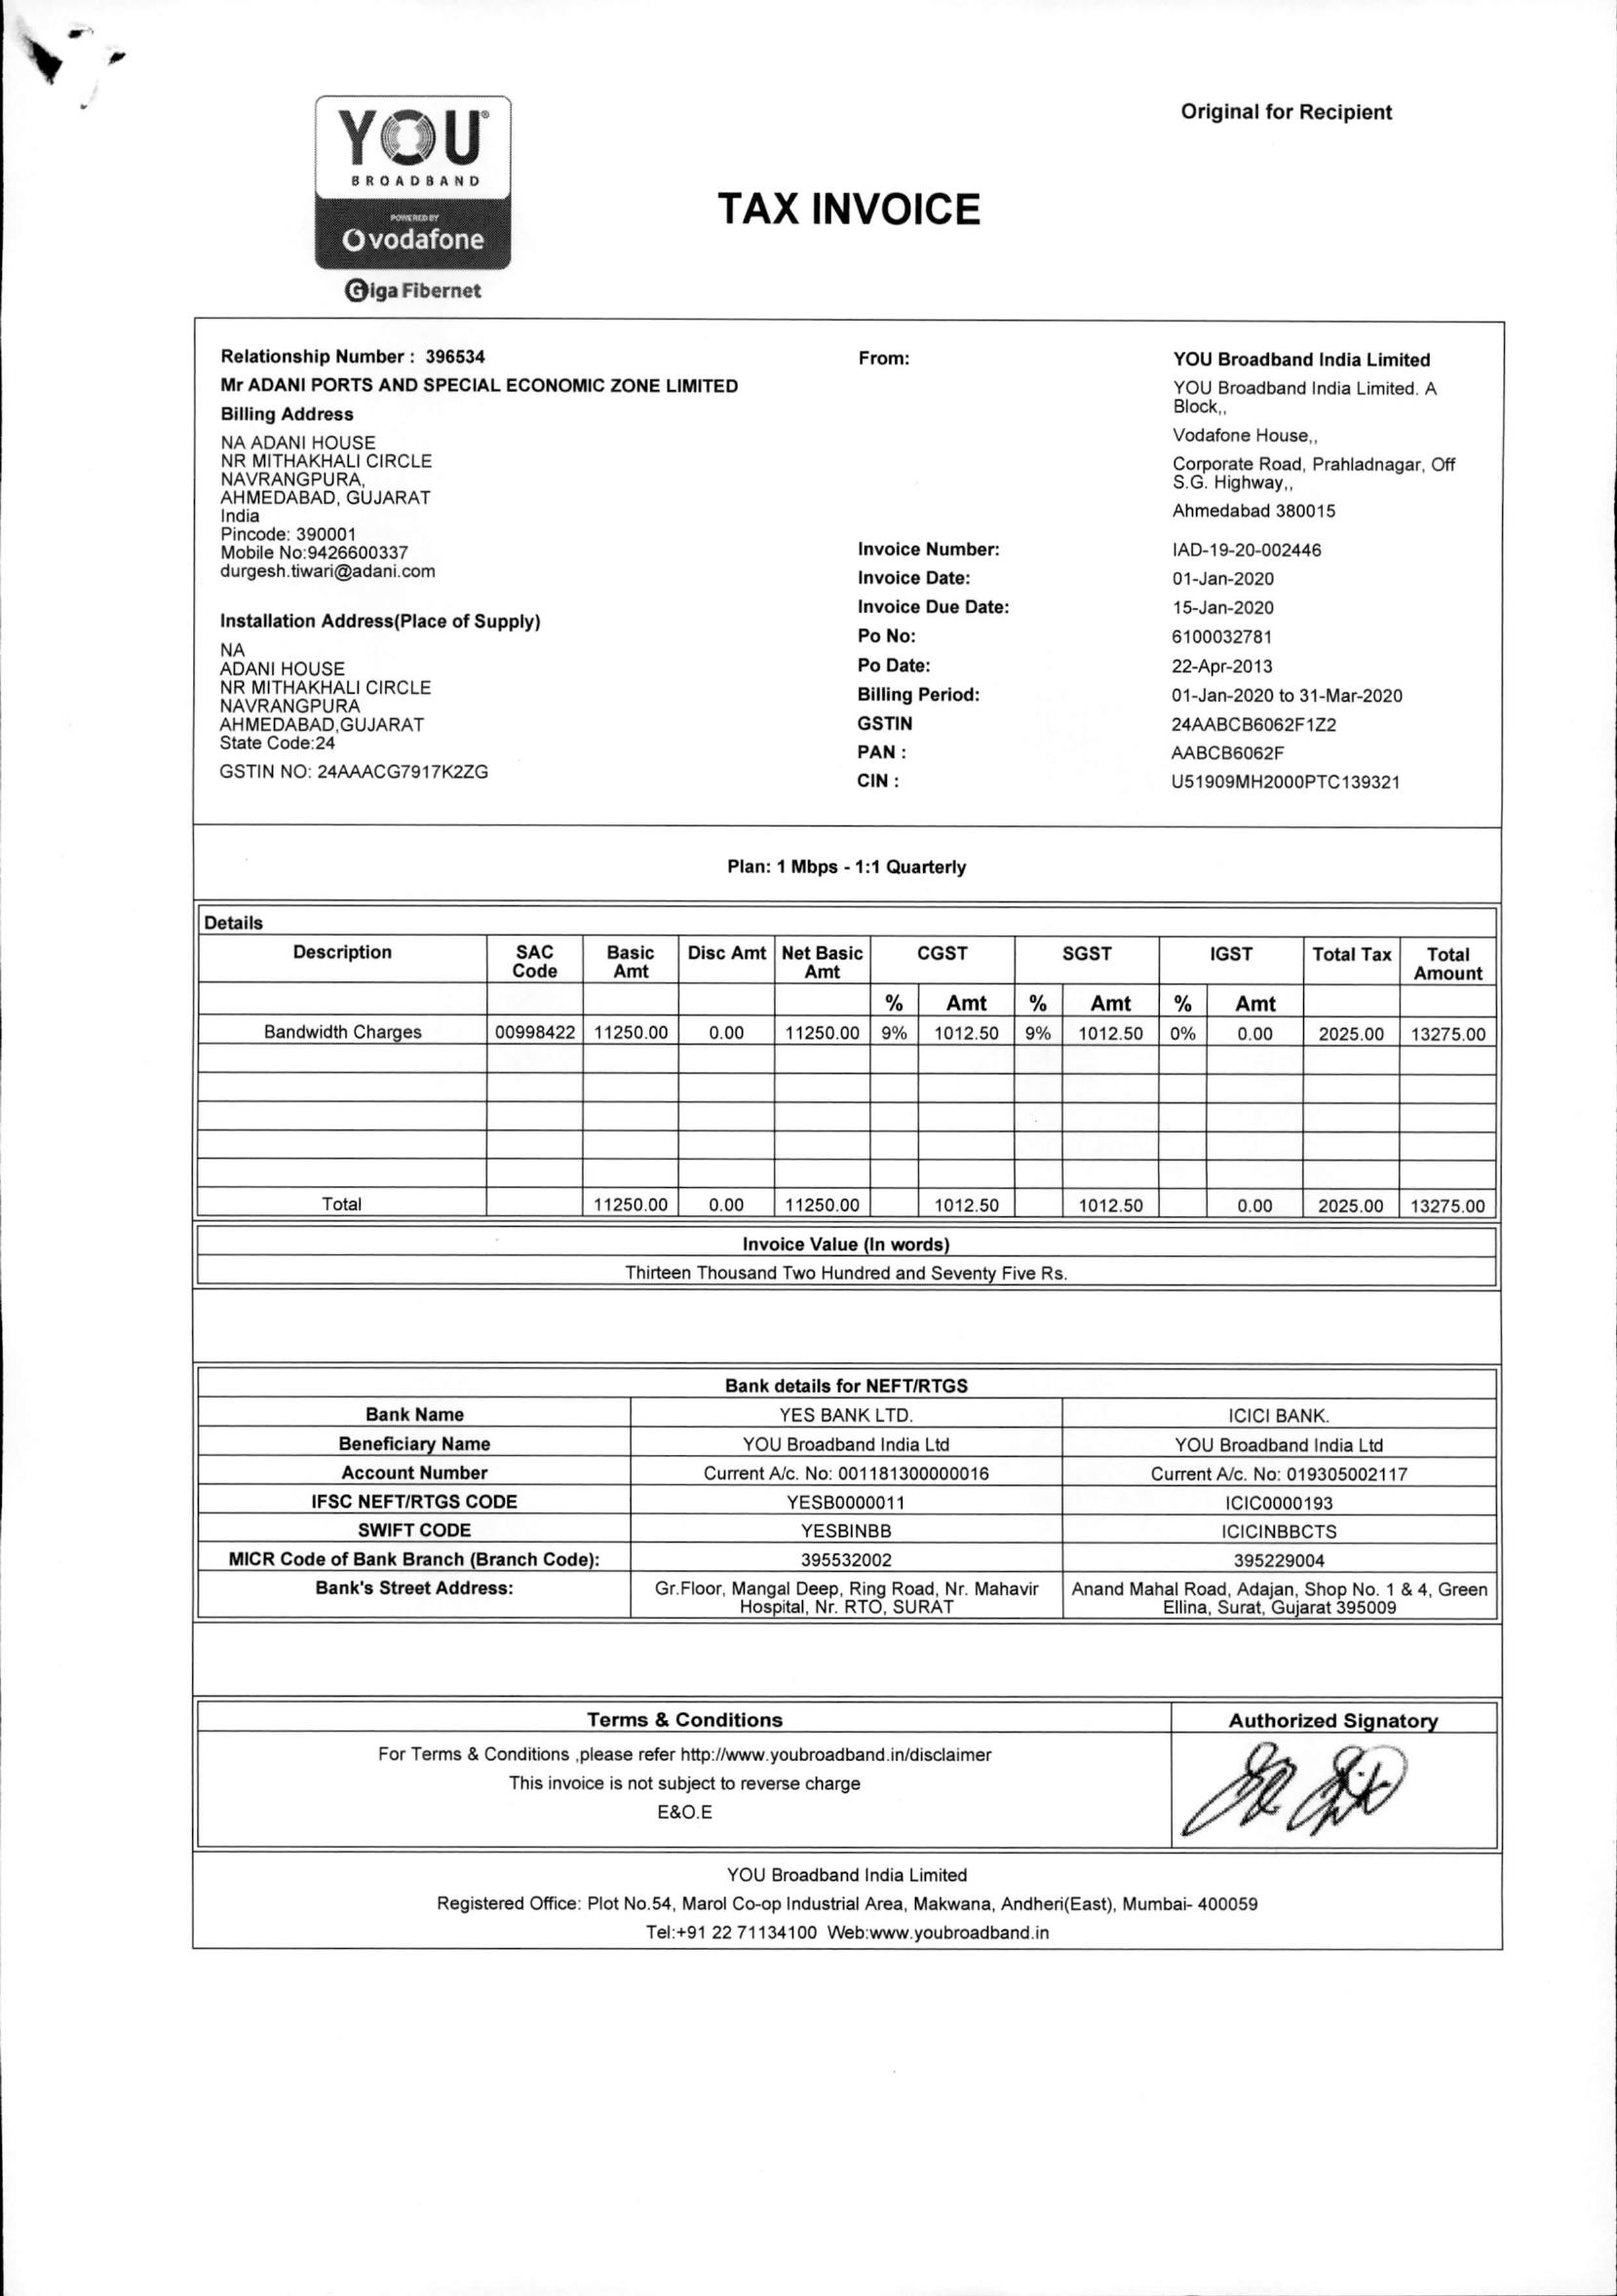 Original for Recipient
YOU®
BROADBAND
POWERED BY
vodafone
Giga Fibernet
TAX INVOICE
Relationship Number : 396534
Mr ADANI PORTS AND SPECIAL ECONOMIC ZONE LIMITED
Billing Address
NA ADANI HOUSE
NR MITHAKHALI CIRCLE
NAVRANGPURA,
AHMEDABAD, GUJARAT
India
Pincode: 390001
Mobile No:9426600337
durgesh.tiwari@adani.com
Installation Address(Place of Supply)
NA
ADANI HOUSE
NR MITHAKHALI CIRCLE
NAVRANGPURA
AHMEDABAD,GUJARAT
State Code:24
GSTIN NO: 24AAACG7917K2ZG
From: YOU Broadband India Limited
YOU Broadband India Limited. A
Block,,
Vodafone House,,
Corporate Road, Prahladnagar, Off
S.G. Highway,,
Ahmedabad 380015
Invoice Number: IAD-19-20-002446
Invoice Date: 01-Jan-2020
Invoice Due Date: 15-Jan-2020
Po No: 6100032781
Po Date: 22-Apr-2013
Billing Period: 01-Jan-2020 to 31-Mar-2020
GSTIN 24AABCB6062F1Z2
PAN : AABCB6062F
CIN : U51909MH2000PTC139321
Plan: 1 Mbps - 1:1 Quarterly
Details
Description SAC Code Basic Amt Disc Amt Net Basic Amt CGST SGST IGST Total Tax Total Amount
% Amt % Amt % Amt
Bandwidth Charges 00998422 11250.00 0.00 11250.00 9% 1012.50 9% 1012.50 0% 0.00 2025.00 13275.00
Total 11250.00 0.00 11250.00 1012.50 1012.50 0.00 2025.00 13275.00
Invoice Value (In words)
Thirteen Thousand Two Hundred and Seventy Five Rs.
Bank details for NEFT/RTGS
Bank Name YES BANK LTD. ICICI BANK.
Beneficiary Name YOU Broadband India Ltd YOU Broadband India Ltd
Account Number Current A/c. No: 001181300000016 Current A/c. No: 019305002117
IFSC NEFT/RTGS CODE YESB0000011 ICIC0000193
SWIFT CODE YESBINBB ICICINBBCTS
MICR Code of Bank Branch (Branch Code): 395532002 395229004
Bank's Street Address: Gr.Floor, Mangal Deep, Ring Road, Nr. Mahavir Hospital, Nr. RTO, SURAT Anand Mahal Road, Adajan, Shop No. 1 & 4, Green Ellina, Surat, Gujarat 395009
Terms & Conditions
For Terms & Conditions ,please refer http://www.youbroadband.in/disclaimer
This invoice is not subject to reverse charge
E&O.E
Authorized Signatory
YOU Broadband India Limited
Registered Office: Plot No.54, Marol Co-op Industrial Area, Makwana, Andheri(East), Mumbai- 400059
Tel:+91 22 71134100 Web:www.youbroadband.in